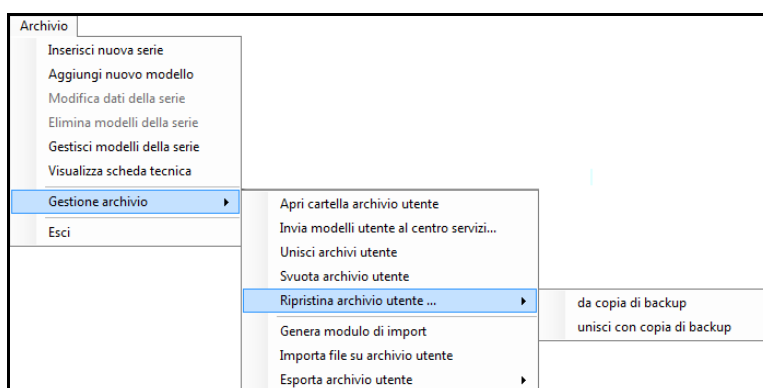 Archivio
Inserisci nuova serie
Aggiungi nuovo modello
Modifica dati della serie
Elimina modelli della serie
Gestisci modelli della serie
Visualizza scheda tecnica
Gestione archivio
Esci
Apri cartella archivio utente
Invia modelli utente al centro servizi...
Unisci archivi utente
Svuota archivio utente
Ripristina archivio utente ...
Genera modulo di import
Importa file su archivio utente
Esporta archivio utente
da copia di backup
unisci con copia di backup